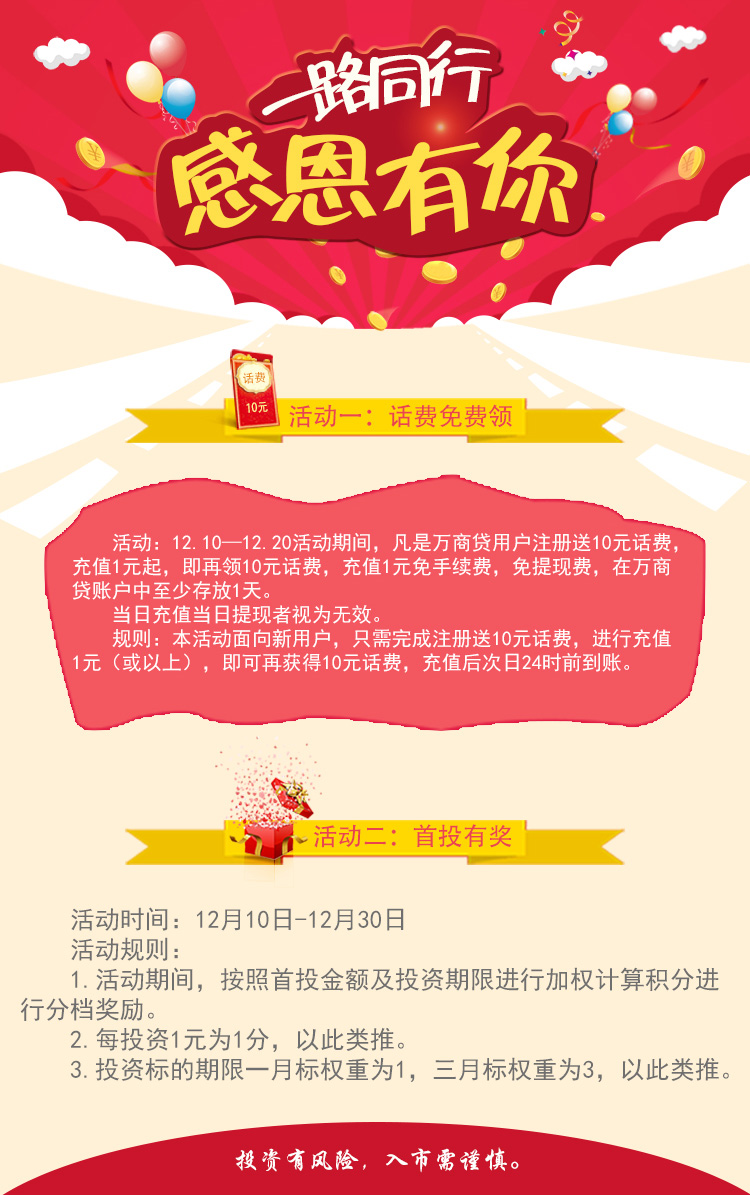 一路同行
感恩有你
话费
10元
活动一：话费免费领
活动：12.10—12.20活动期间，凡是万商贷用户注册送10元话费，
充值1元起，即再领10元话费，充值1元免手续费，免提现费，在万商
贷账户中至少存放1天。
当日充值当日提现者视为无效。
规则：本活动面向新用户，只需完成注册送10元话费，进行充值
1元（或以上），即可再获得10元话费，充值后次日24时前到账。
活动二：首投有奖
活动时间：12月10日-12月30日
活动规则：
1.活动期间，按照首投金额及投资期限进行加权计算积分进
行分档奖励。
2.每投资1元为1分，以此类推。
3.投资标的期限一月标权重为1，三月标权重为3，以此类推。
投资有风险，入市需谨慎。